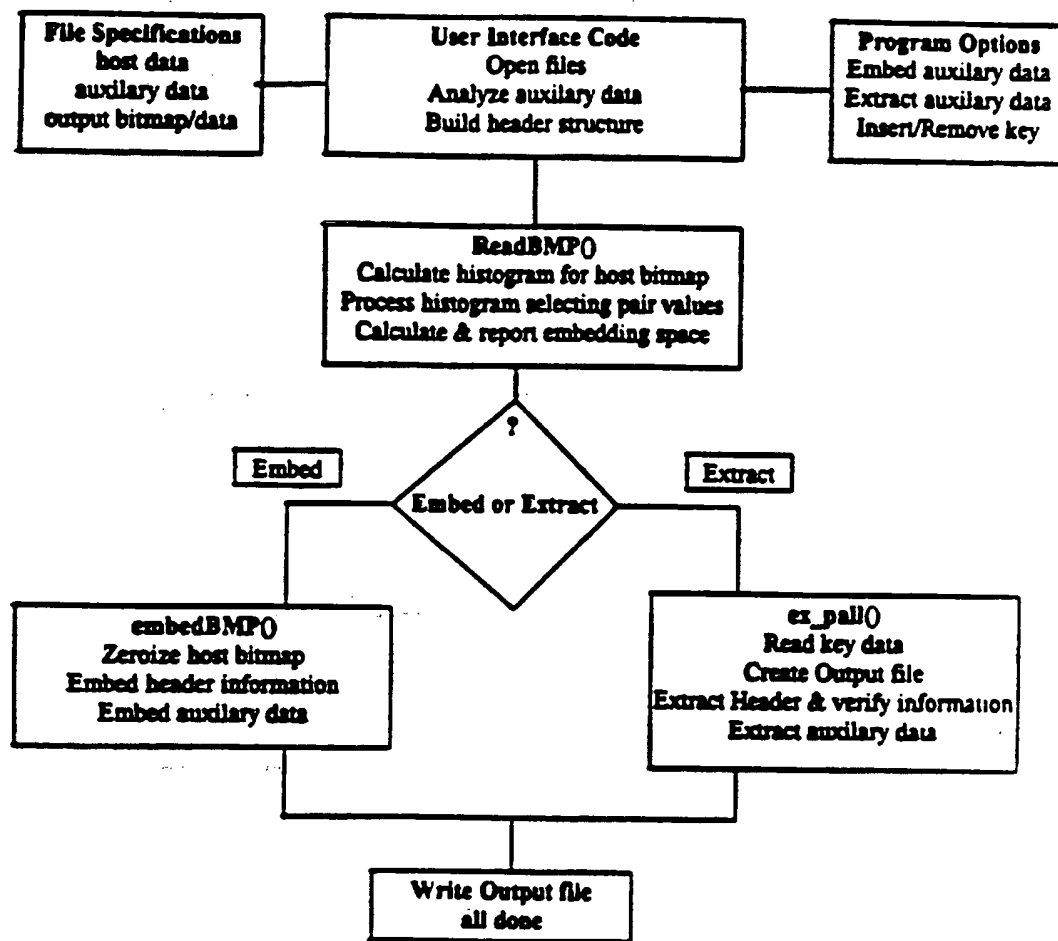 File Specifications
host data
auxilary data
output bitmap/data
User Interface Code
Open files
Analyze auxilary data
Build header structure
Program Options
Embed auxilary data
Extract auxilary data
Insert/Remove key
ReadBMP()
Calculate histogram for host bitmap
Process histogram selecting pair values
Calculate & report embedding space
?
Embed
Embed or Extract
Extract
embedBMP()
Zeroize host bitmap
Embed header information
Embed auxilary data
ex_pall()
Read key data
Create Output file
Extract Header & verify information
Extract auxilary data
Write Output file
all done